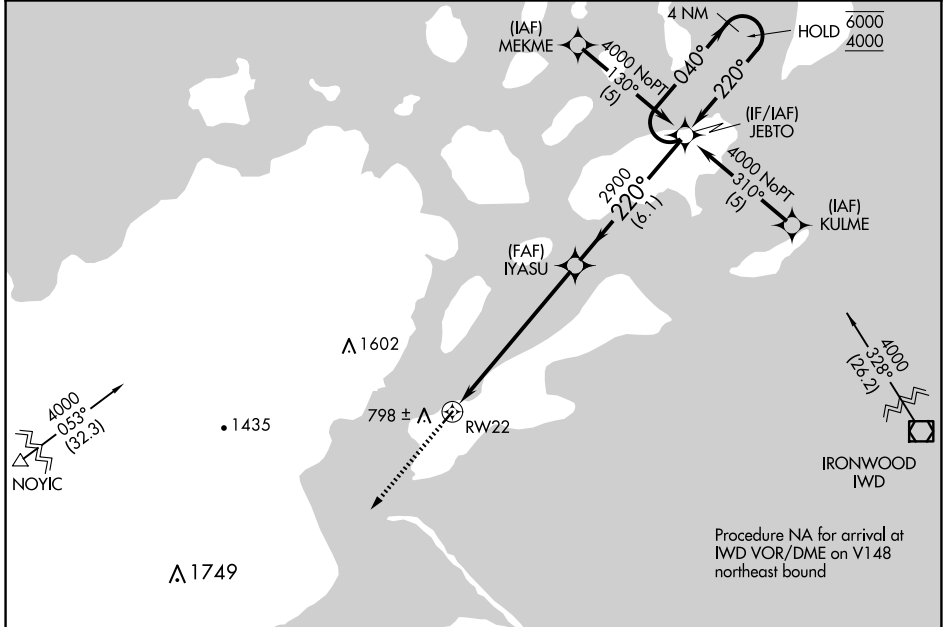 4 NM
HOLD
6000
4000
(IAF)
MEKME
4000 NoPT
130°
(5)
040°
220°
(IF/IAF)
JEBTO
4000 NoPT
310°
(5)
(IAF)
KULME
2900
220°
(6.1)
(FAF)
IYASU
1602
4000
328°
(26.2)
4000
053°
(32.3)
NOYIC
1435
798 ±
RW22
IRONWOOD
IWD
Procedure NA for arrival at
IWD VOR/DME on V148
northeast bound
1749